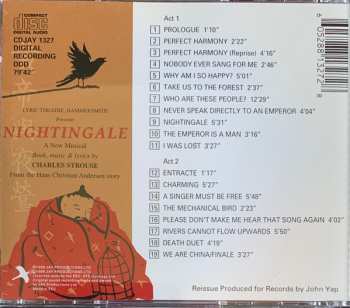 COMPACT
disc
DIGITAL AUDIO
CDJAY 1327
DIGITAL
RECORDING
DDD
79'42"
LYRIC THEATRE, HAMMERSMITH
Presents
NIGHTINGALE
A New Musical
Book, music & lyrics by
CHARLES STROUSE
From the Hans Christian Andersen story
Act 1
1 PROLOGUE 1'10"
2 PERFECT HARMONY 2'22"
3 PERFECT HARMONY (Reprise) 4'16"
4 NOBODY EVER SANG FOR ME 2'46"
5 WHY AM I SO HAPPY? 5'01"
6 TAKE US TO THE FOREST 2'37"
7 WHO ARE THESE PEOPLE? 12'29"
8 NEVER SPEAK DIRECTLY TO AN EMPEROR 4'04"
9 NIGHTINGALE 5'31"
10 THE EMPEROR IS A MAN 3'16"
11 I WAS LOST 3'27"
Act 2
12 ENTRACTE 1'17"
13 CHARMING 5'27"
14 A SINGER MUST BE FREE 5'46"
15 THE MECHANICAL BIRD 2'33"
16 PLEASE DON'T MAKE ME HEAR THAT SONG AGAIN 4'02"
17 RIVERS CANNOT FLOW UPWARDS 5'50"
18 DEATH DUET 4'19"
19 WE ARE CHINA/FINALE 3'27"
Reissue Produced for Records by John Yap